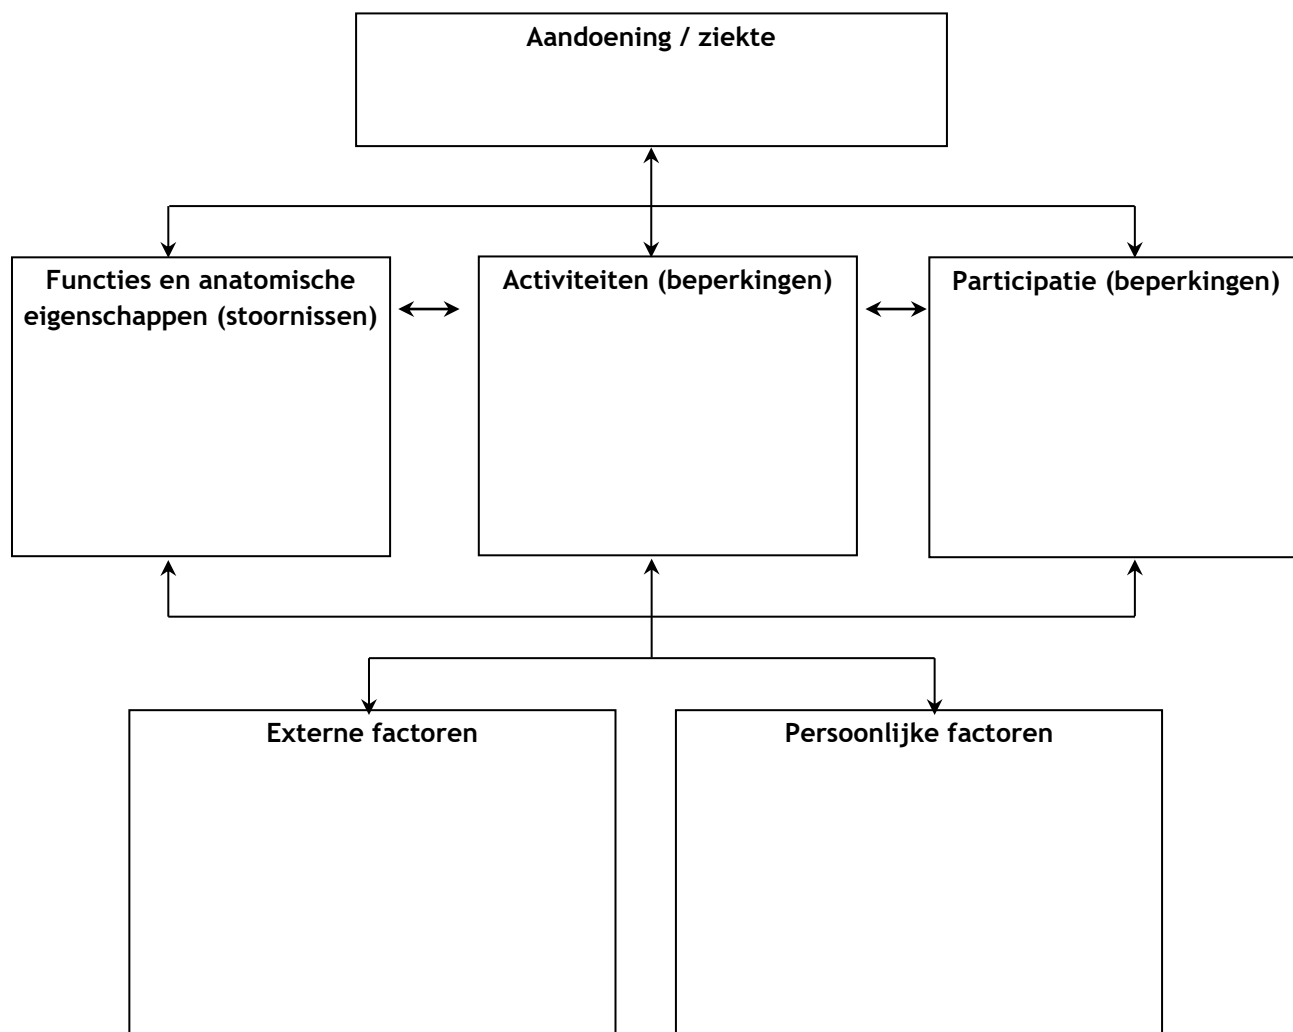 Aandoening / ziekte
Functies en anatomische
eigenschappen (stoornissen)
Activiteiten (beperkingen)
Participatie (beperkingen)
Externe factoren
Persoonlijke factoren